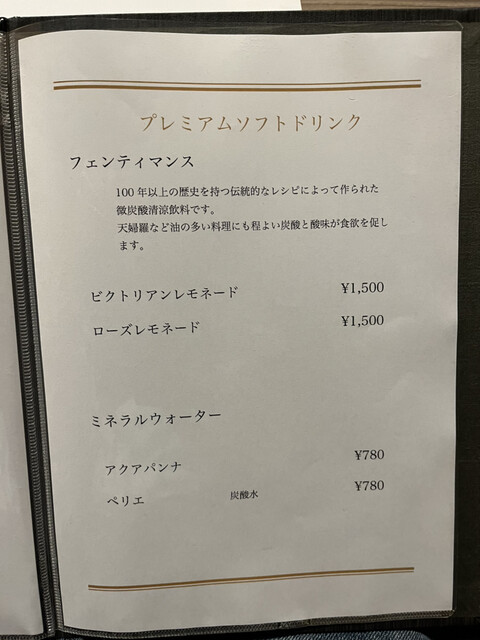 プレミアムソフトドリンク
フェンティマンス
100 年以上の歴史を持つ伝統的なレシピによって作られた
微炭酸清涼飲料です。
天婦羅など油の多い料理にも程よい炭酸と酸味が食欲を促し
ます。
ビクトリアンレモネード ¥1,500
ローズレモネード ¥1,500
ミネラルウォーター
アクアパンナ ¥780
ペリエ 炭酸水 ¥780